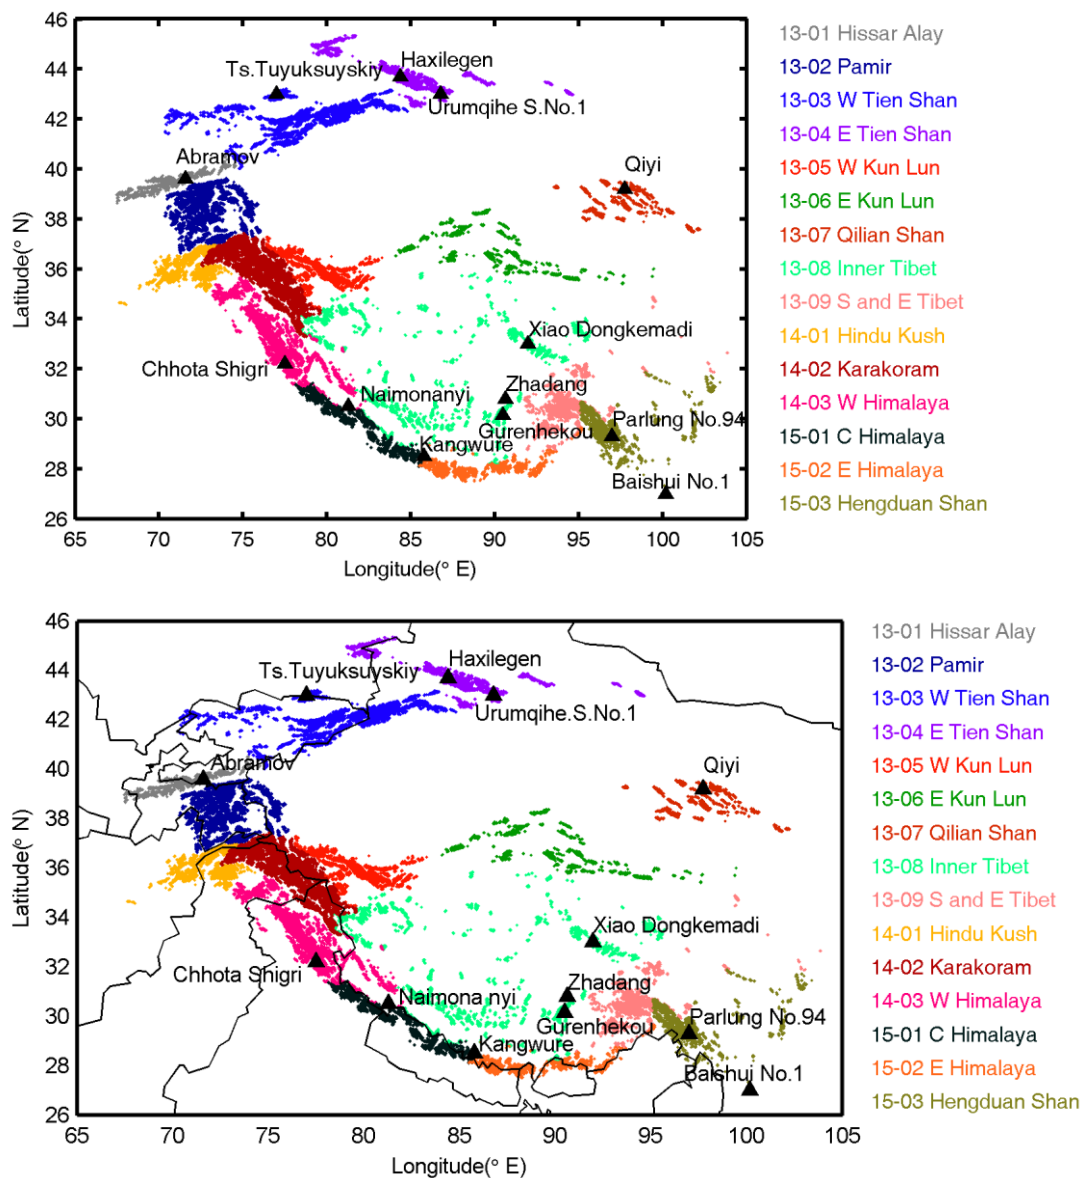 46
44
42
40
38
36
34
32
30
28
26
Latitude(° N)
65 70 75 80 85 90 95 100 105
Longitude(° E)
Ts.Tuyuksuyskiy
Haxilegen
Urumqihe S.No.1
Abramov
Qiyi
Xiao Dongkemadi
Chhota Shigri
Naimonanyi
Zhadang
Gurenhekou
Parlung No.94
Kangwure
Baishui No.1
13-01 Hissar Alay
13-02 Pamir
13-03 W Tien Shan
13-04 E Tien Shan
13-05 W Kun Lun
13-06 E Kun Lun
13-07 Qilian Shan
13-08 Inner Tibet
13-09 S and E Tibet
14-01 Hindu Kush
14-02 Karakoram
14-03 W Himalaya
15-01 C Himalaya
15-02 E Himalaya
15-03 Hengduan Shan
46
44
42
40
38
36
34
32
30
28
26
Latitude(° N)
65 70 75 80 85 90 95 100 105
Longitude(° E)
Ts.Tuyuksuyskiy
Haxilegen
Urumqihe.S.No.1
Abramov
Qiyi
Xiao Dongkemadi
Chhota Shigri
Naimona nyi
Zhadang
Gurenhekou
Parlung No.94
Kangwure
Baishui No.1
13-01 Hissar Alay
13-02 Pamir
13-03 W Tien Shan
13-04 E Tien Shan
13-05 W Kun Lun
13-06 E Kun Lun
13-07 Qilian Shan
13-08 Inner Tibet
13-09 S and E Tibet
14-01 Hindu Kush
14-02 Karakoram
14-03 W Himalaya
15-01 C Himalaya
15-02 E Himalaya
15-03 Hengduan Shan